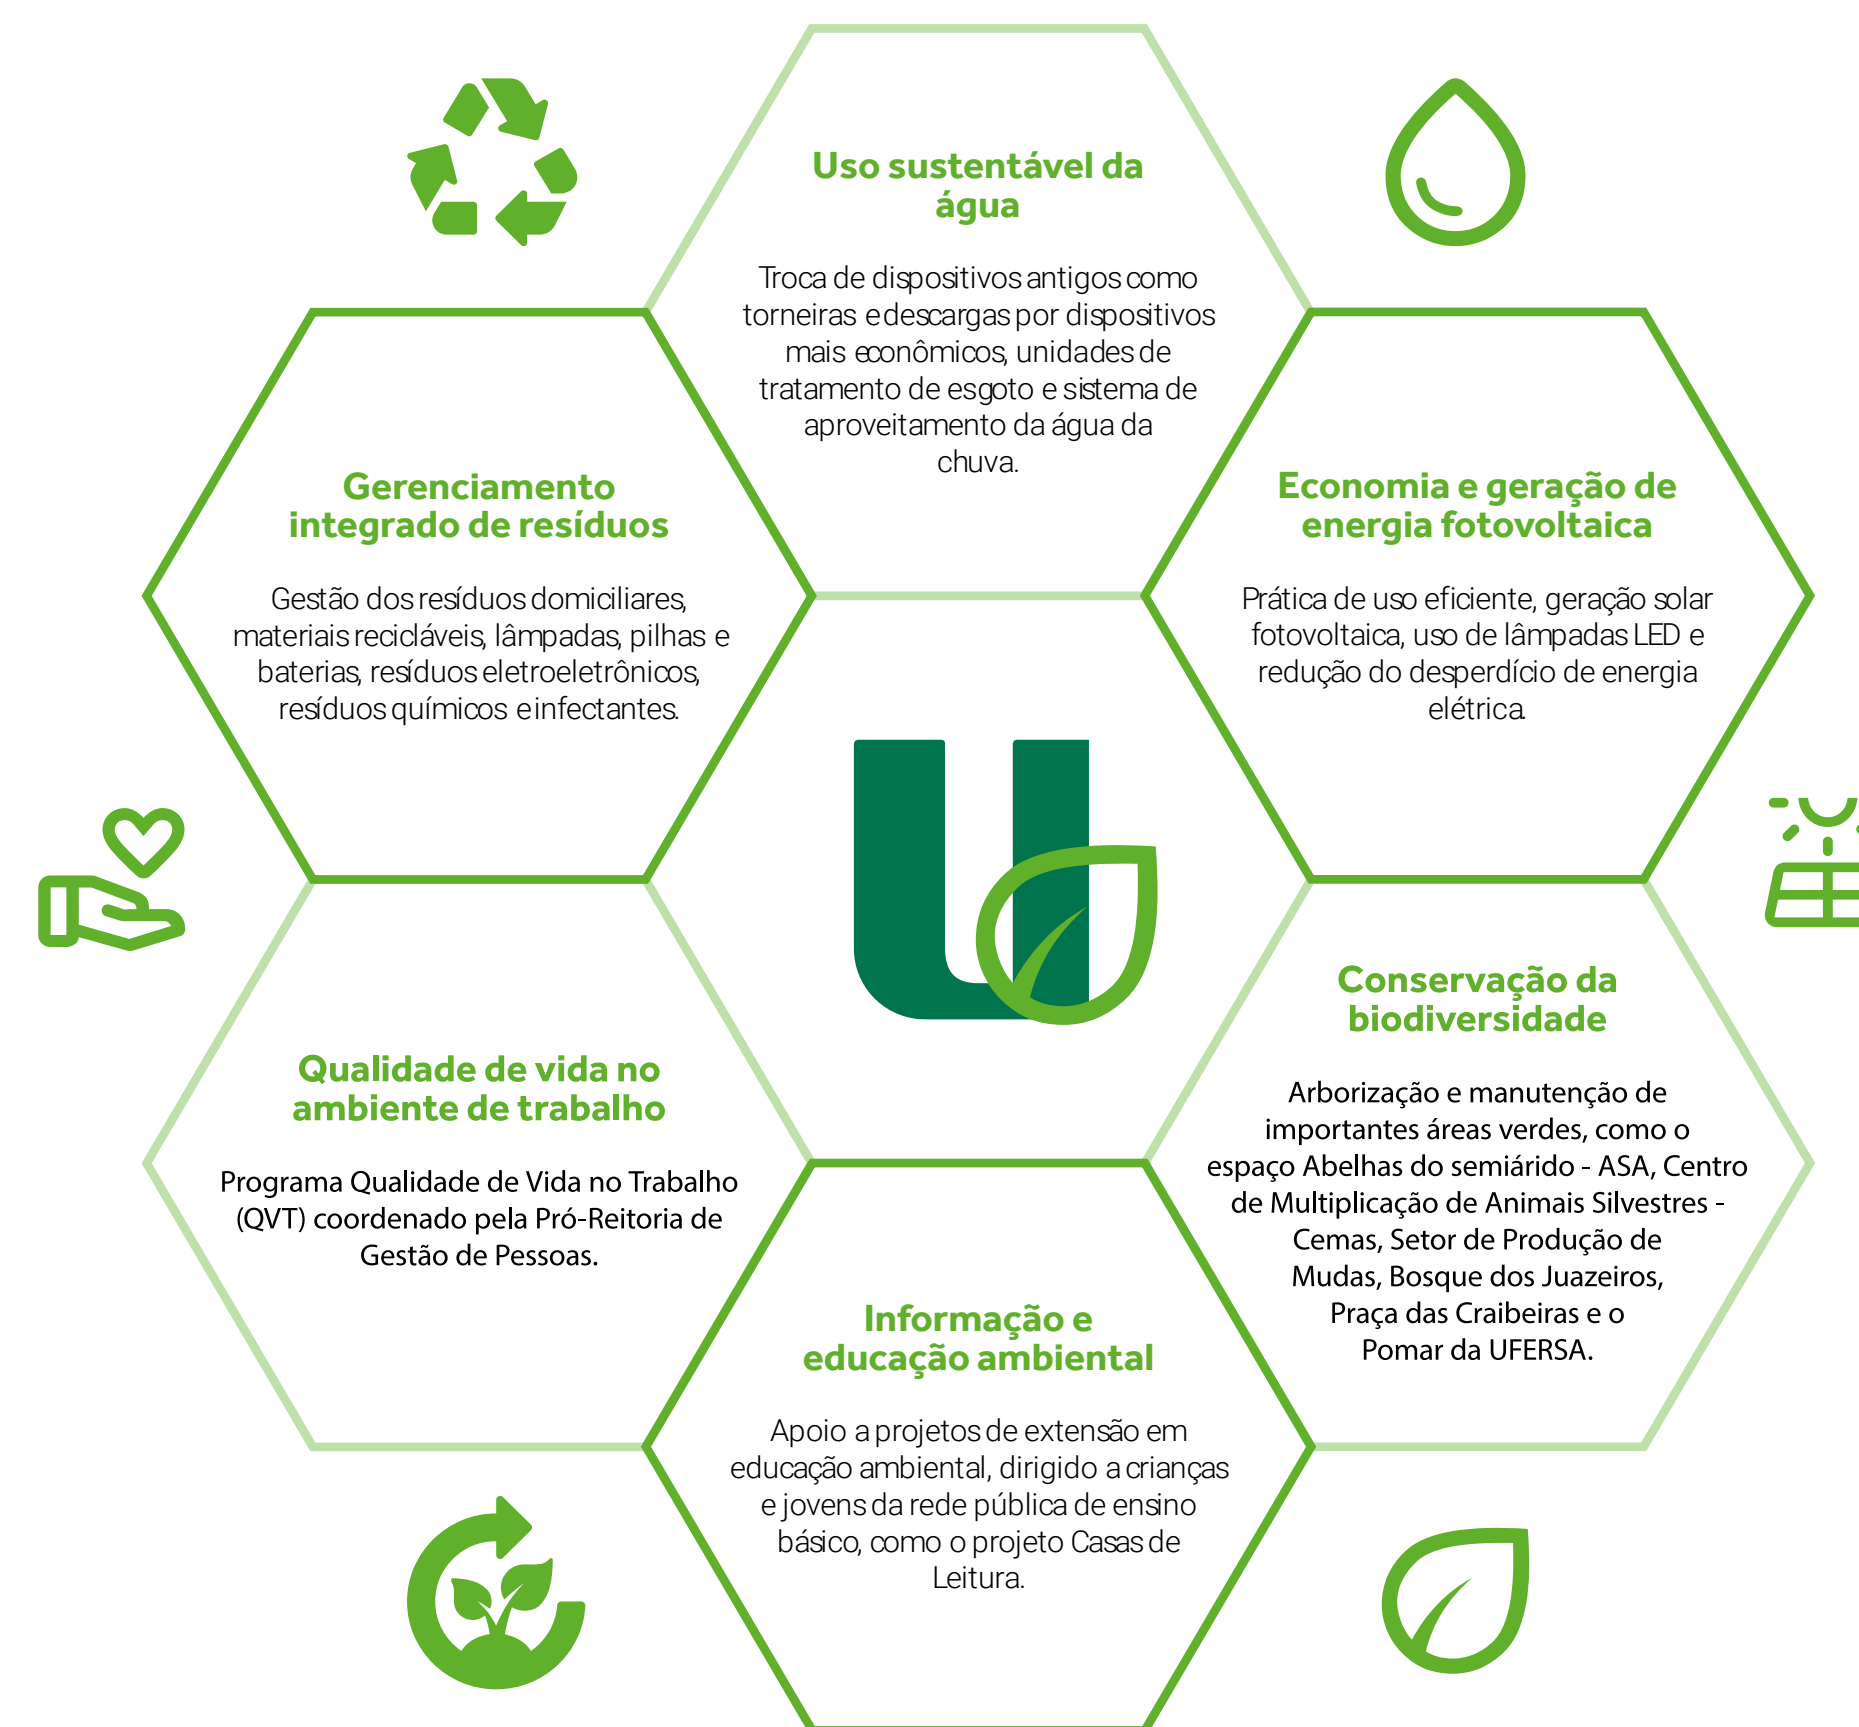 Uso sustentável da
água
Troca de dispositivos antigos como
torneiras e descargas por dispositivos
mais econômicos, unidades de
tratamento de esgoto e sistema de
aproveitamento da água da
chuva.
Gerenciamento
integrado de resíduos
Gestão dos resíduos domiciliares,
materiais recicláveis, lâmpadas, pilhas e
baterias, resíduos eletroeletrônicos,
resíduos químicos e infectantes.
Economia e geração de
energia fotovoltaica
Prática de uso eficiente, geração solar
fotovoltaica, uso de lâmpadas LED e
redução do desperdício de energia
elétrica.
U
Qualidade de vida no
ambiente de trabalho
Programa Qualidade de Vida no Trabalho
(QVT) coordenado pela Pró-Reitoria de
Gestão de Pessoas.
Conservação da
biodiversidade
Arborização e manutenção de
importantes áreas verdes, como o
espaço Abelhas do semiárido - ASA, Centro
de Multiplicação de Animais Silvestres -
Cemas, Setor de Produção de
Mudas, Bosque dos Juazeiros,
Praça das Craibeiras e o
Pomar da UFERSA.
Informação e
educação ambiental
Apoio a projetos de extensão em
educação ambiental, dirigido a crianças
e jovens da rede pública de ensino
básico, como o projeto Casas de
Leitura.